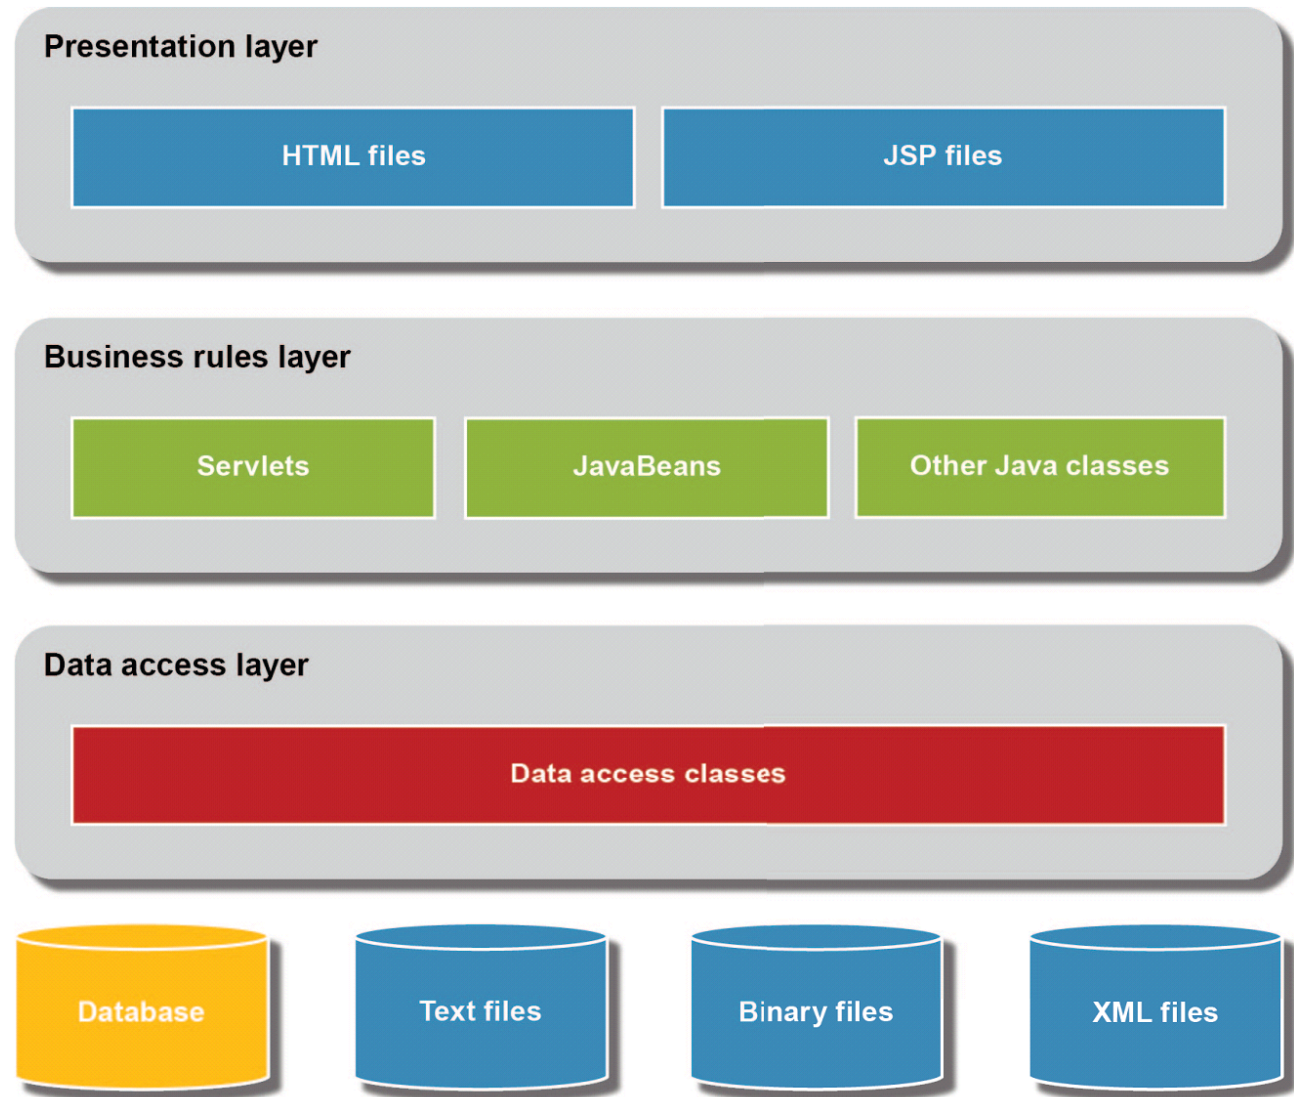 Presentation layer
HTML files
JSP files
Business rules layer
Servlets
JavaBeans
Other Java classes
Data access layer
Data access classes
Database
Text files
Binary files
XML files